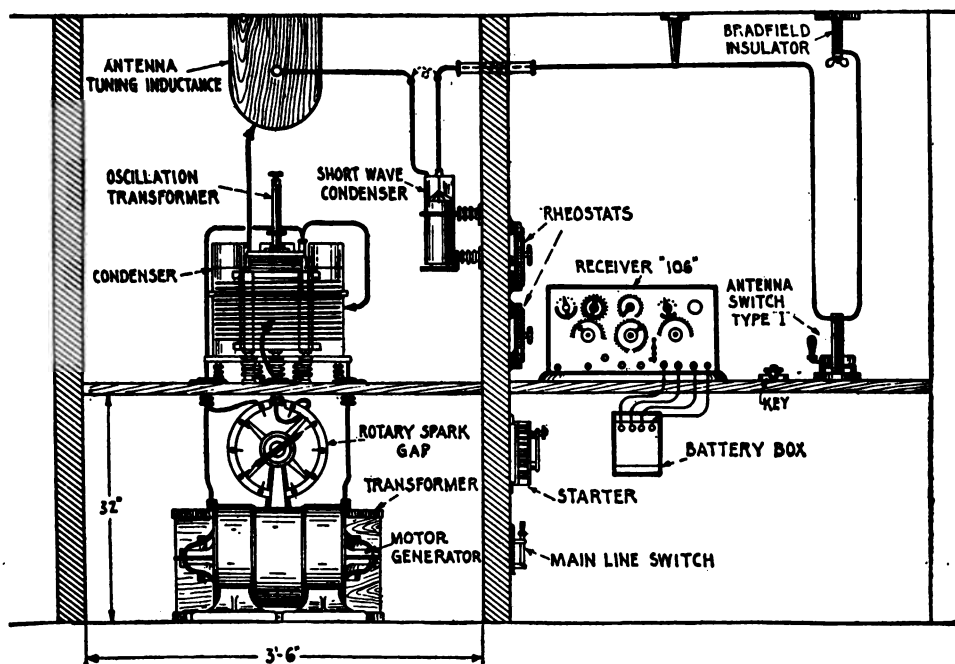 ANTENNA
TUNING INDUCTANCE
BRADFIELD
INSULATOR
OSCILLATION
TRANSFORMER
SHORT WAVE
CONDENSER
RHEOSTATS
CONDENSER
RECEIVER "106"
ANTENNA
SWITCH
TYPE "I"
KEY
ROTARY SPARK
GAP
BATTERY BOX
TRANSFORMER
STARTER
32"
MOTOR
GENERATOR
MAIN LINE SWITCH
3'-6"